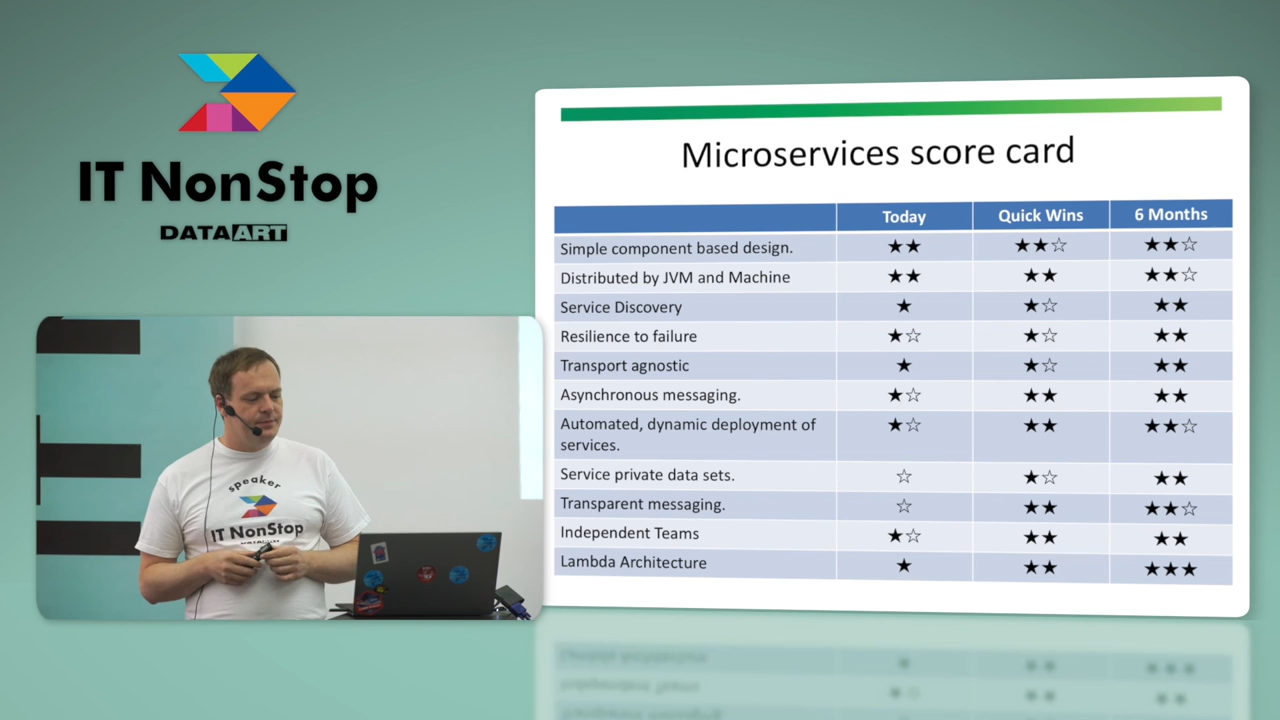 IT NonStop
DATAART
Microservices score card
Today Quick Wins 6 Months
Simple component based design. ★★ ★★☆ ★★☆
Distributed by JVM and Machine ★★ ★★ ★★☆
Service Discovery ★ ★☆ ★★
Resilience to failure ★☆ ★☆ ★★
Transport agnostic ★ ★☆ ★★
Asynchronous messaging. ★☆ ★★ ★★
Automated, dynamic deployment of ★☆ ★★ ★★☆
services.
Service private data sets. ☆ ★☆ ★★
Transparent messaging. ☆ ★★ ★★☆
Independent Teams ★☆ ★★ ★★
Lambda Architecture ★ ★★ ★★★
speaker
IT NonStop